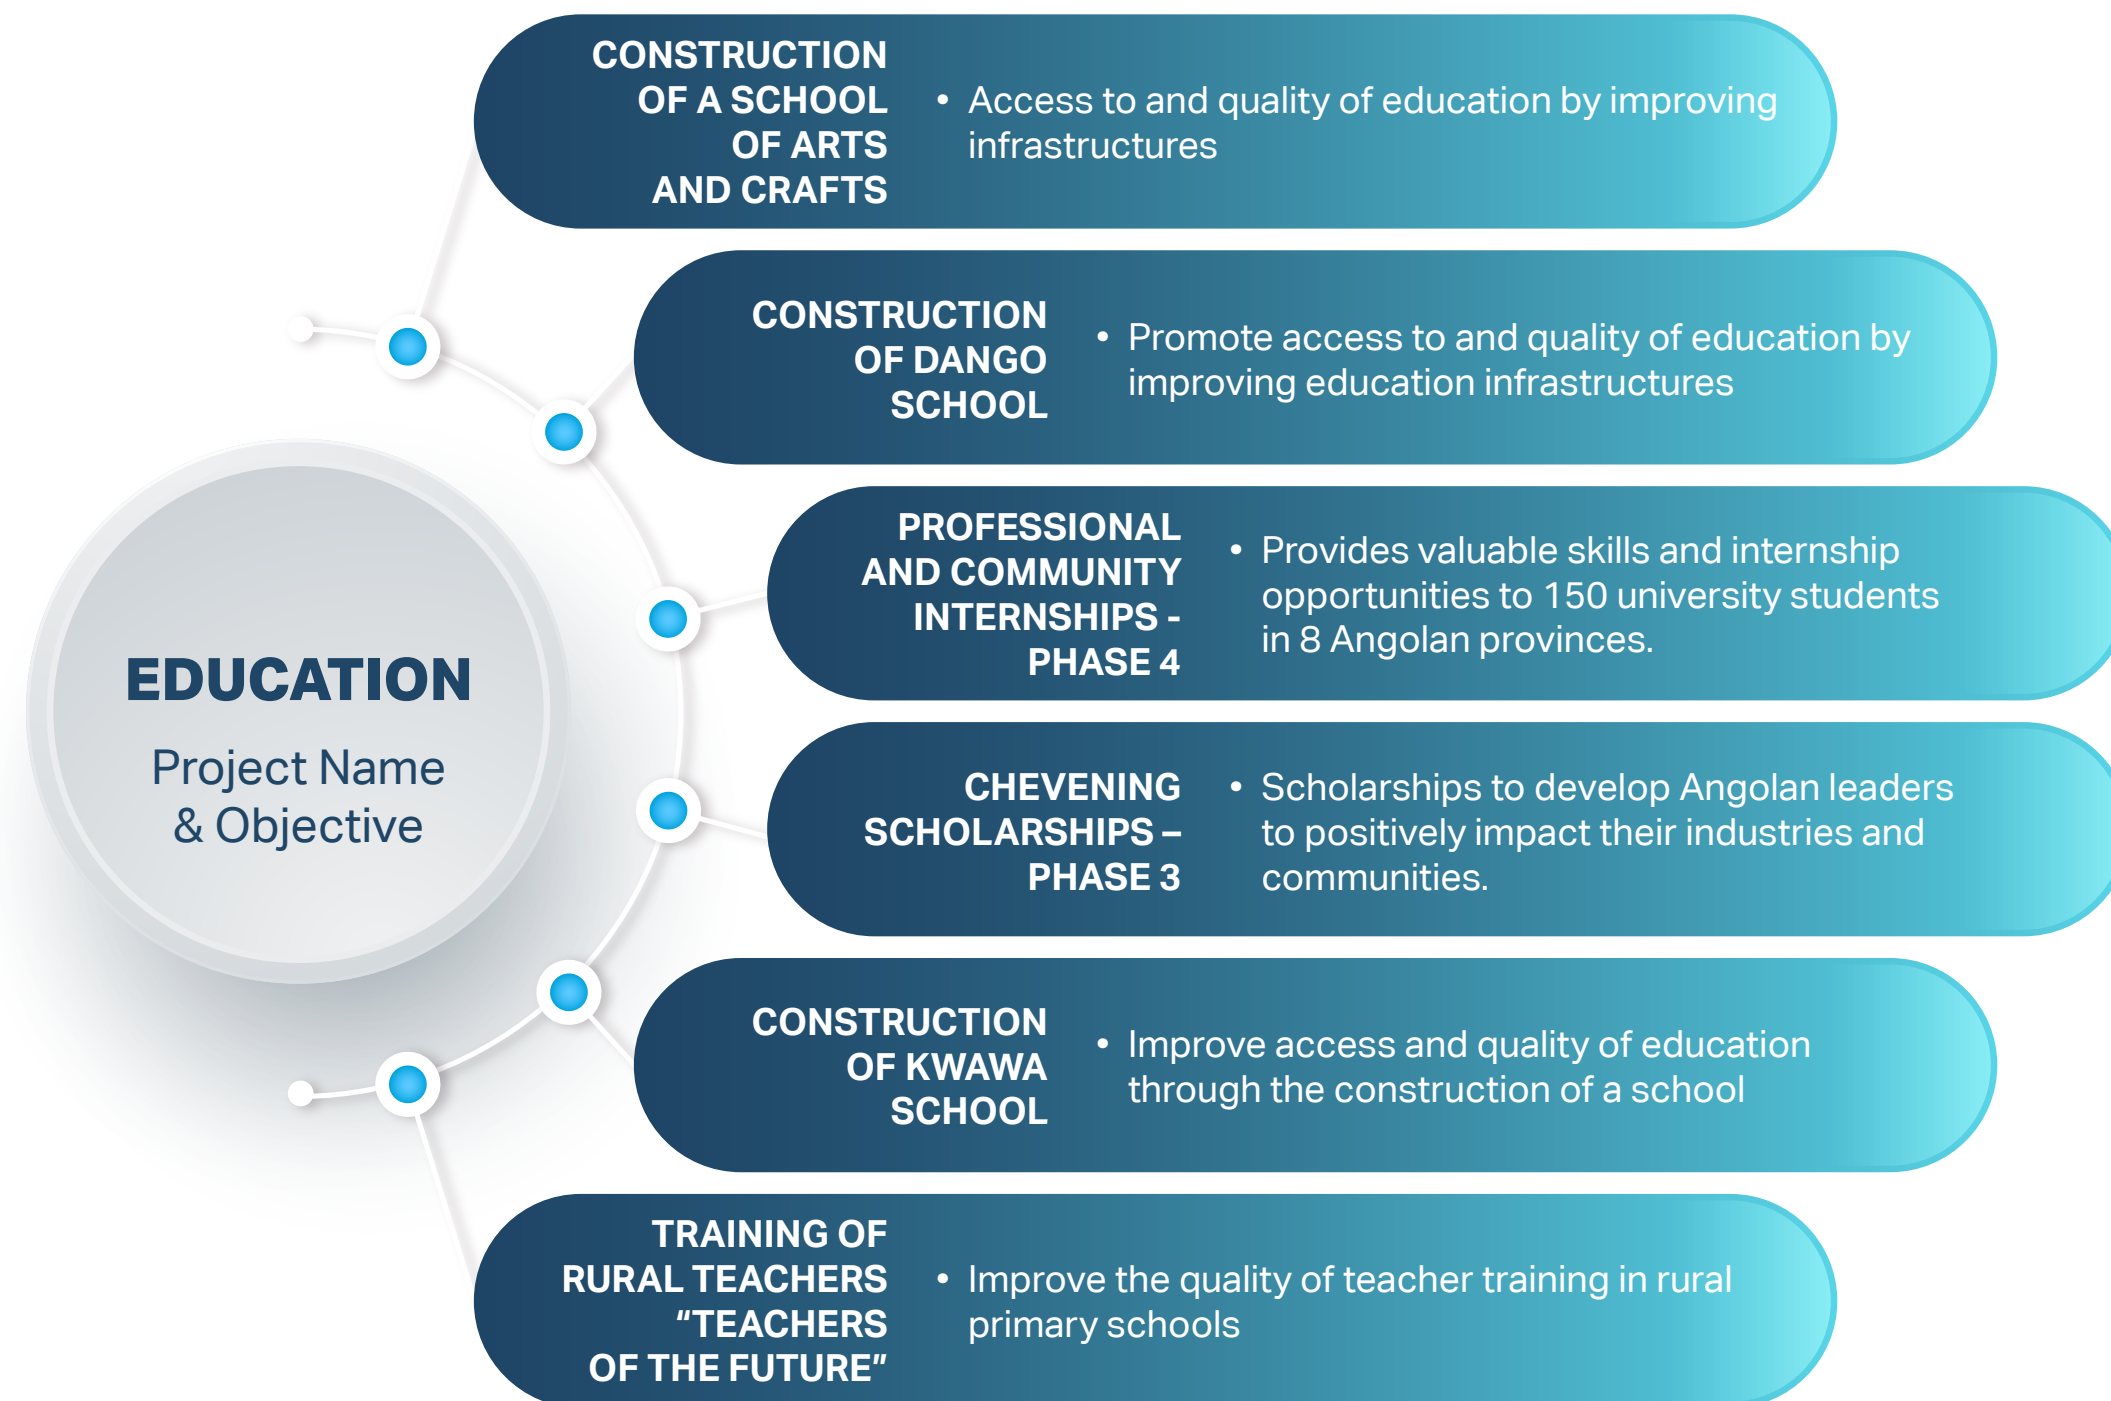 EDUCATION
Project Name
& Objective
CONSTRUCTION
OF A SCHOOL
OF ARTS
AND CRAFTS
• Access to and quality of education by improving
infrastructures
CONSTRUCTION
OF DANGO
SCHOOL
• Promote access to and quality of education by
improving education infrastructures
PROFESSIONAL
AND COMMUNITY
INTERNSHIPS -
PHASE 4
• Provides valuable skills and internship
opportunities to 150 university students
in 8 Angolan provinces.
CHEVENING
SCHOLARSHIPS –
PHASE 3
• Scholarships to develop Angolan leaders
to positively impact their industries and
communities.
CONSTRUCTION
OF KWAWA
SCHOOL
• Improve access and quality of education
through the construction of a school
TRAINING OF
RURAL TEACHERS
“TEACHERS
OF THE FUTURE”
• Improve the quality of teacher training in rural
primary schools